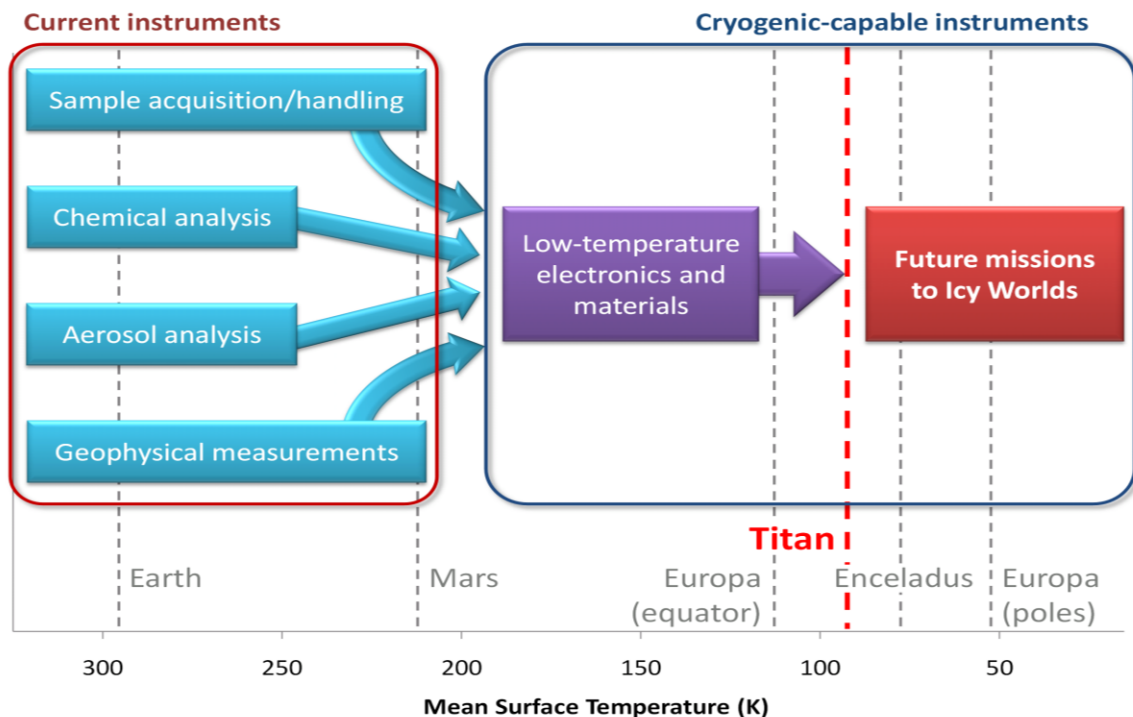 Current instruments
Cryogenic-capable instruments
Sample acquisition/handling
Chemical analysis
Aerosol analysis
Geophysical measurements
Low-temperature
electronics and
materials
Future missions
to Icy Worlds
Titan
Earth
Mars
Europa
(equator)
Enceladus
Europa
(poles)
300
250
200
150
100
50
Mean Surface Temperature (K)